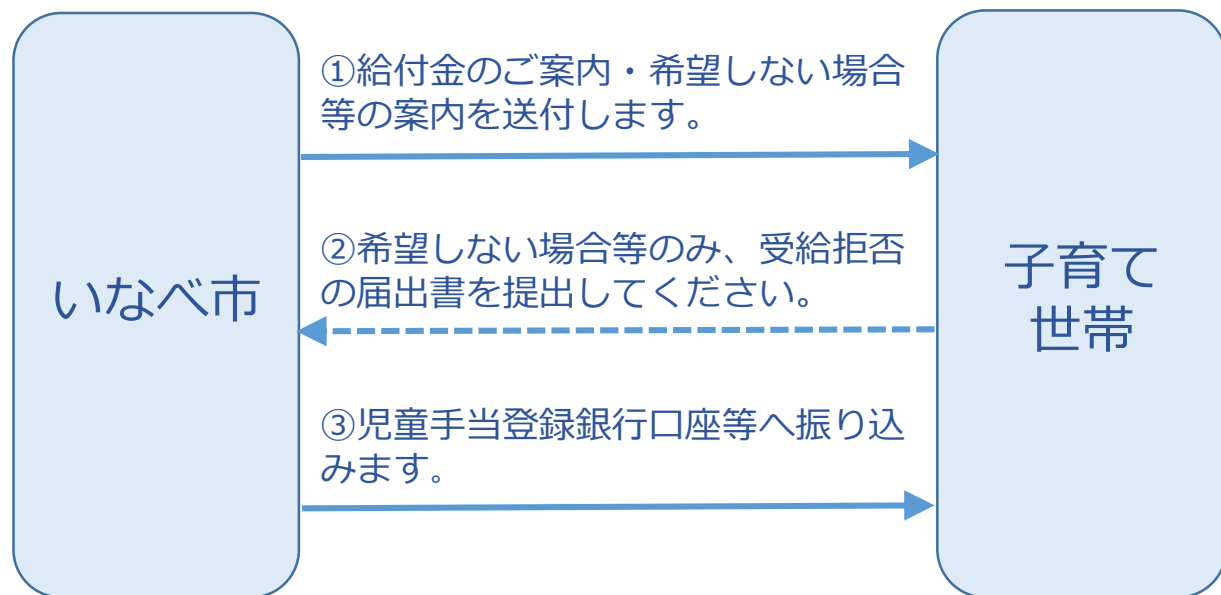 ①給付金のご案内・希望しない場合
等の案内を送付します。
いなべ市
②希望しない場合等のみ、受給拒否
の届出書を提出してください。
子育て
世帯
③児童手当登録銀行口座等へ振り込
みます。